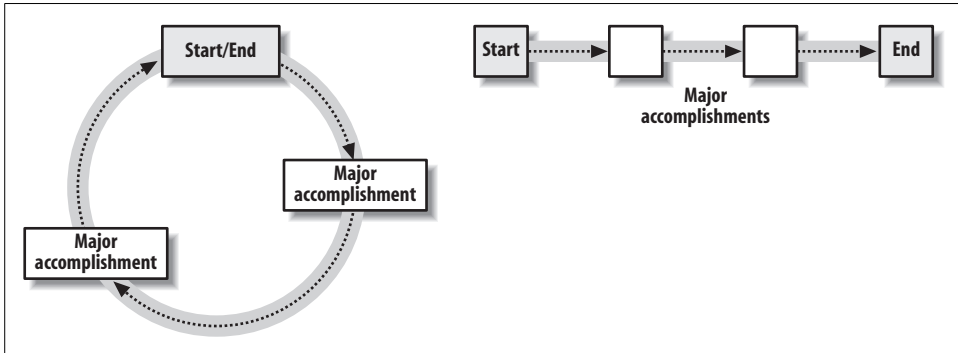 Start/End
Major
accomplishment
Major
accomplishment
Start
End
Major
accomplishments